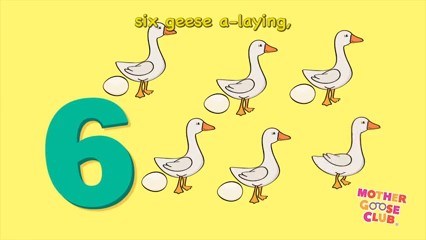 six geese a-laying,
6
MOTHER
GOOSE
CLUB.